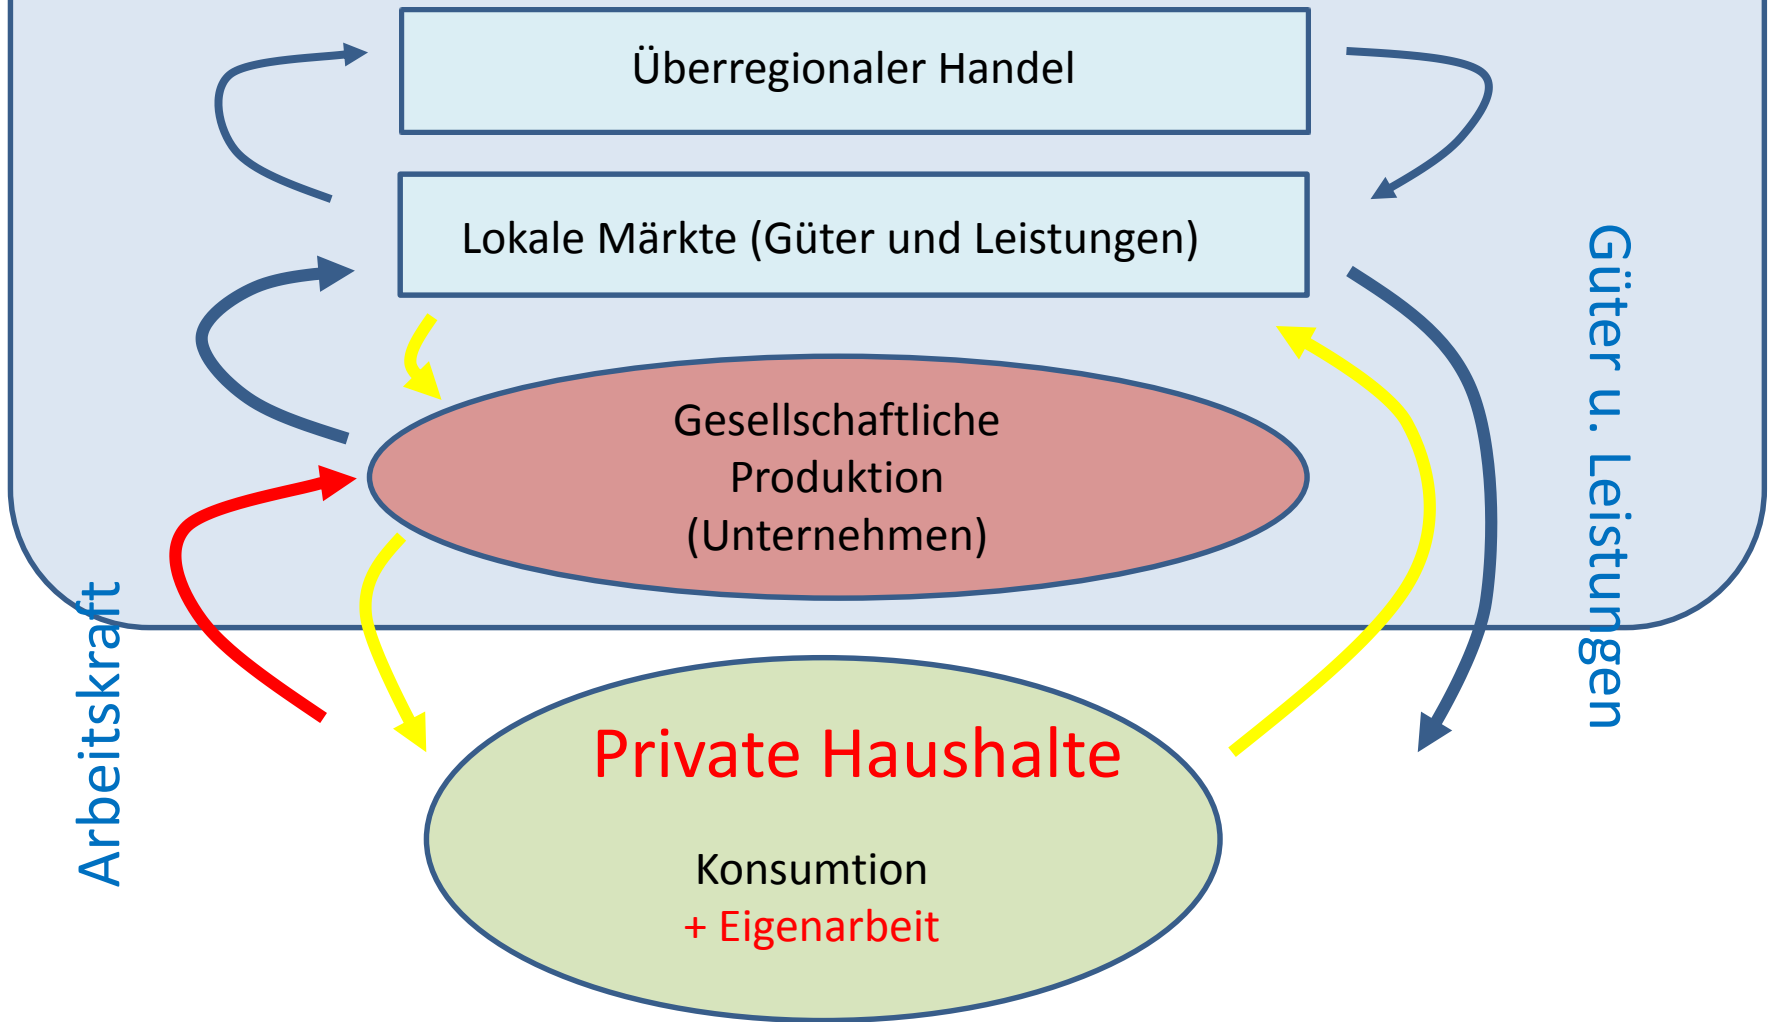 Überregionaler Handel
Lokale Märkte (Güter und Leistungen)
Güter u. Leistungen
Gesellschaftliche
Produktion
(Unternehmen)
Arbeitskraft
Private Haushalte
Konsumtion
+ Eigenarbeit